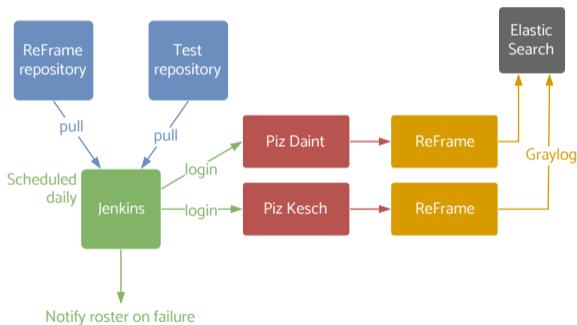 ReFrame
repository
Test
repository
Elastic
Search
pull
pull
Scheduled
daily
Jenkins
login
login
Piz Daint
ReFrame
Graylog
Piz Kesch
ReFrame
Notify roster on failure